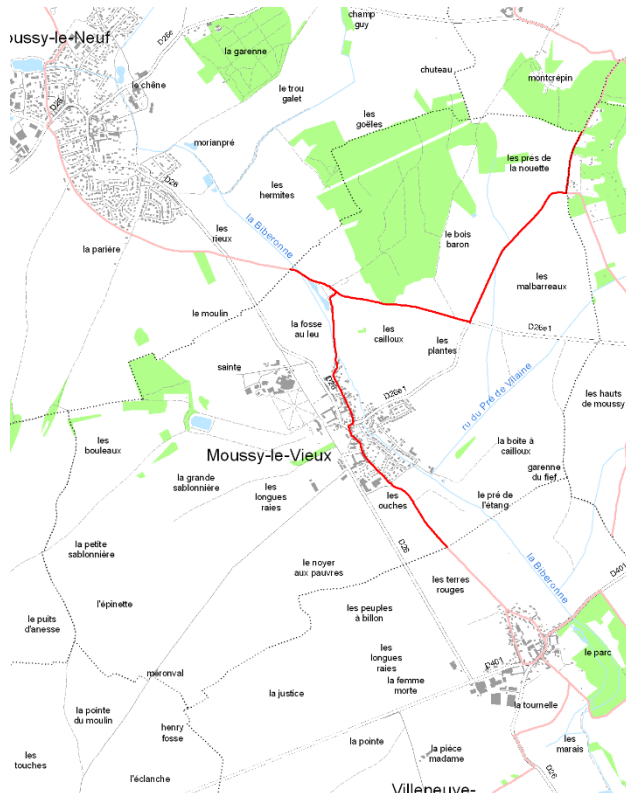 champ
guy
oussy-le-Neuf
D26e
la garenne
chuteau
montcrepin
le chêne
le trou
galet
D26
les
goëles
morianpré
les prés de
la nouette
D26
les
hermites
les
rieux
la Biberonne
le bois
baron
la parière
les
malbarreaux
le moulin
la fosse
au leu
les
cailloux
les
plantes
D26e1
sainte
D26
D26e1
ru du Pré de Vilaine
les hauts
de moussy
les
bouleaux
la boite à
cailloux
Moussy-le-Vieux
garenne
du fief
la grande
sablonnière
les
longues
raies
les
ouches
le pré de
l'étang
la petite
sablonnière
D26
le noyer
aux pauvres
la Biberonne
D401
les terres
rouges
l'épinette
les peuples
à billon
le puits
d'anesse
les
longues
raies
le parc
méronval
D401
la femme
morte
la justice
la tournelle
la pointe
du moulin
henry
fosse
la pointe
la pièce
madame
les
marais
les
touches
l'éclanche
D26
Villeneuve-